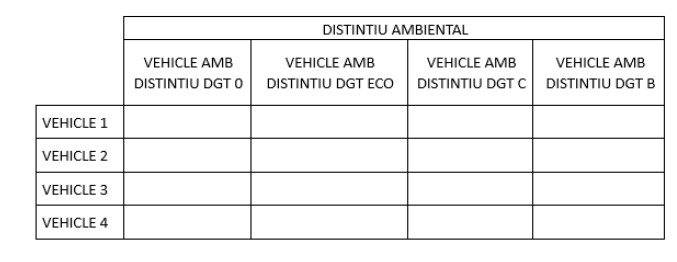 DISTINTIU AMBIENTAL
VEHICLE AMB DISTINTIU DGT 0
VEHICLE AMB DISTINTIU DGT ECO
VEHICLE AMB DISTINTIU DGT C
VEHICLE AMB DISTINTIU DGT B
VEHICLE 1
VEHICLE 2
VEHICLE 3
VEHICLE 4